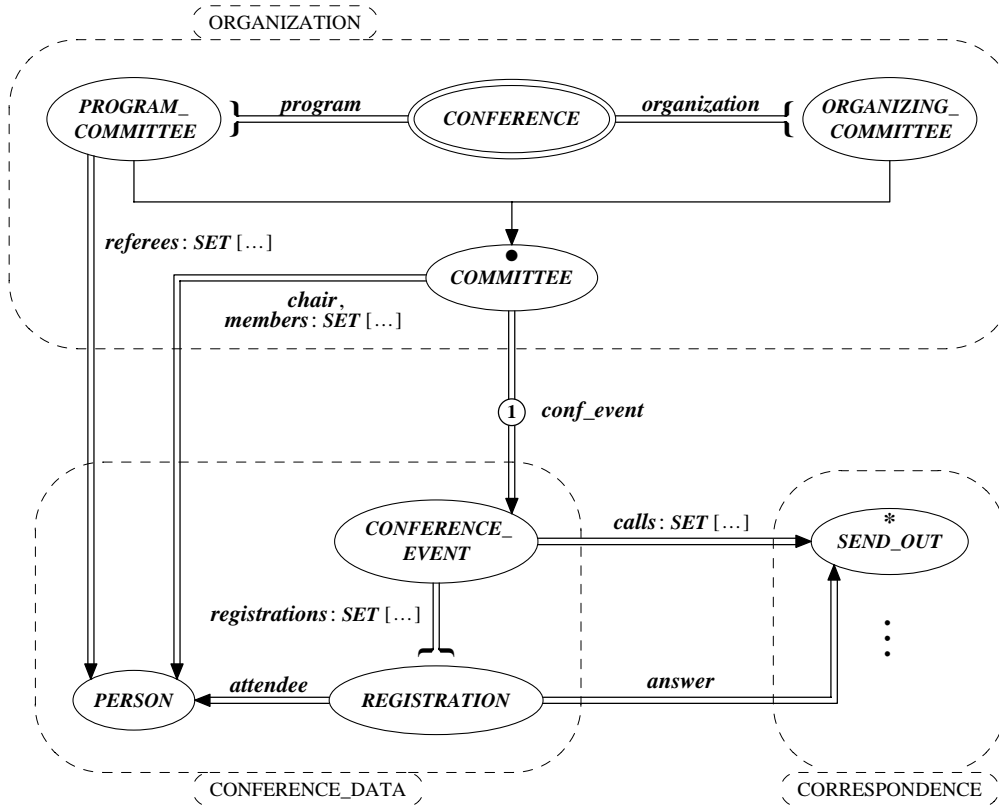 ORGANIZATION
PROGRAM_
COMMITTEE
program
CONFERENCE
organization
ORGANIZING_
COMMITTEE
referees: SET […]
COMMITTEE
chair,
members: SET […]
1
conf_event
CONFERENCE_
EVENT
calls: SET […]
*
SEND_OUT
registrations: SET […]
PERSON
attendee
REGISTRATION
answer
CONFERENCE_DATA
CORRESPONDENCE